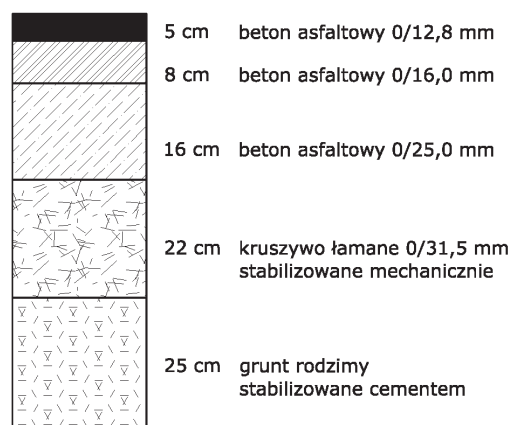 5 cm beton asfaltowy 0/12,8 mm
8 cm beton asfaltowy 0/16,0 mm
16 cm beton asfaltowy 0/25,0 mm
22 cm kruszywo łamane 0/31,5 mm
stabilizowane mechanicznie
25 cm grunt rodzimy
stabilizowane cementem